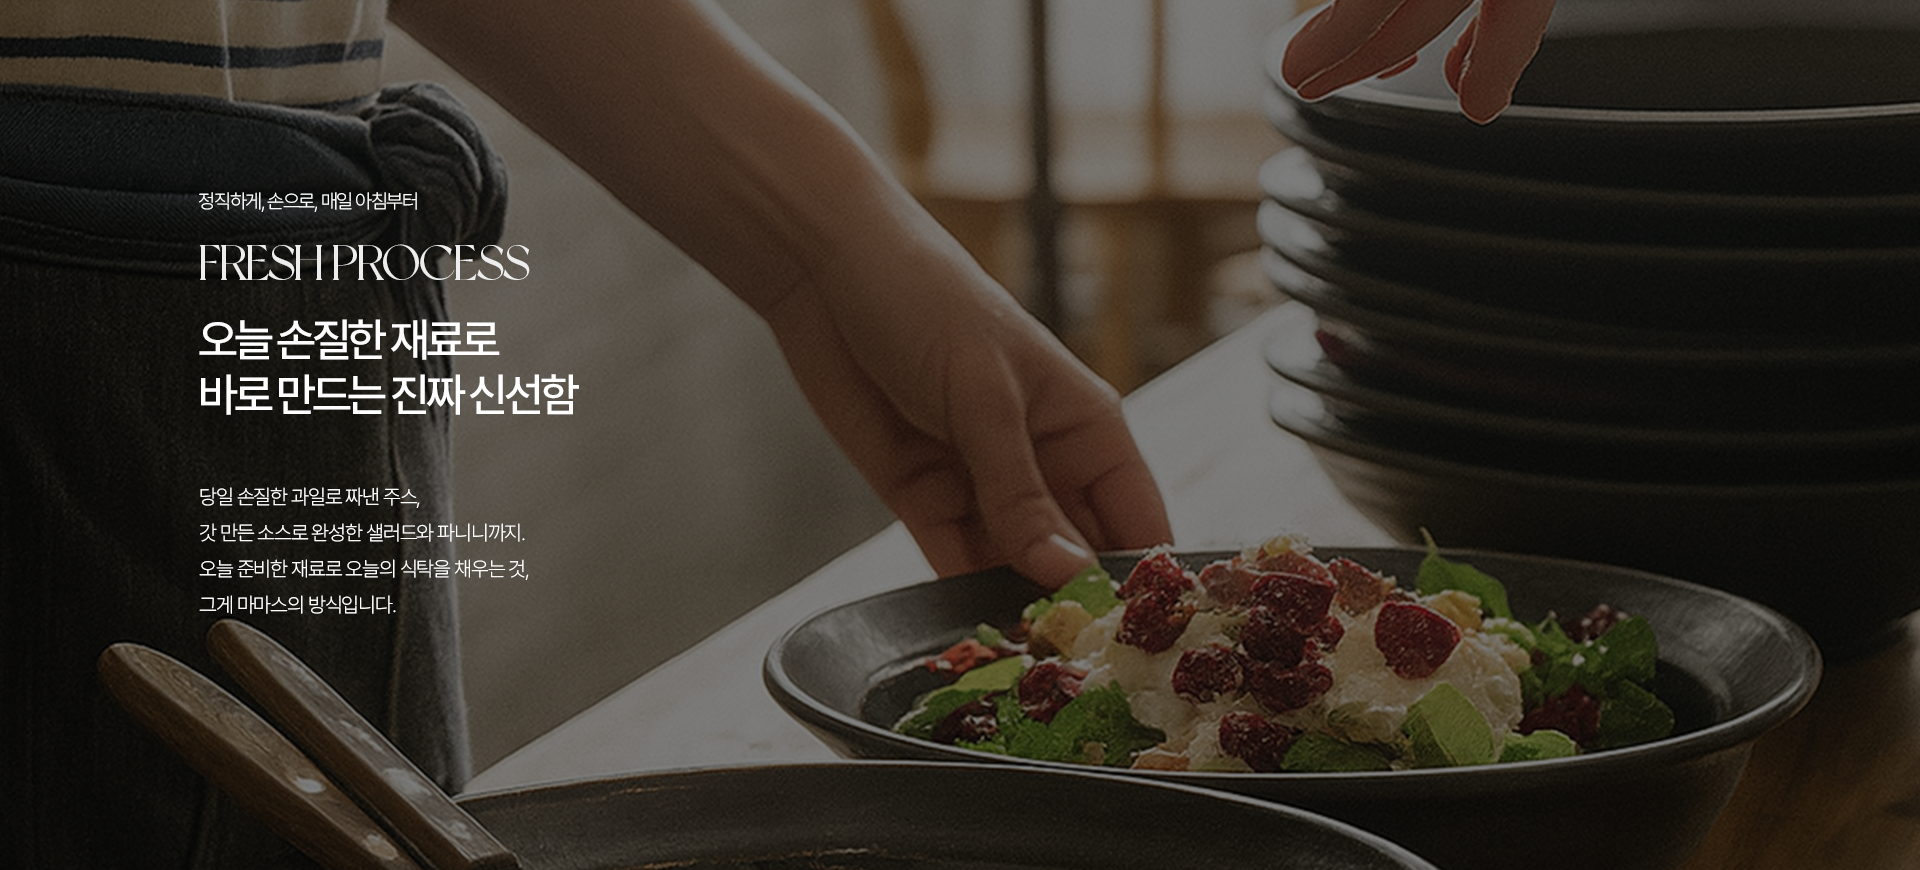 정직하게, 손으로, 매일 아침부터
FRESH PROCESS
오늘 손질한 재료로
바로 만드는 진짜 신선함
당일 손질한 과일로 짜낸 주스,
갓 만든 소스로 완성한 샐러드와 파니니까지.
오늘 준비한 재료로 오늘의 식탁을 채우는 것,
그게 마마스의 방식입니다.